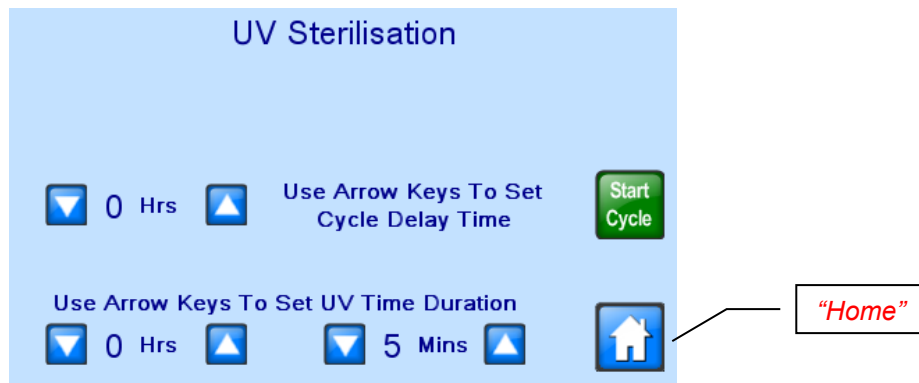 UV Sterilisation
0 Hrs
Use Arrow Keys To Set
Cycle Delay Time
Start
Cycle
Use Arrow Keys To Set UV Time Duration
0 Hrs
5 Mins
“Home”